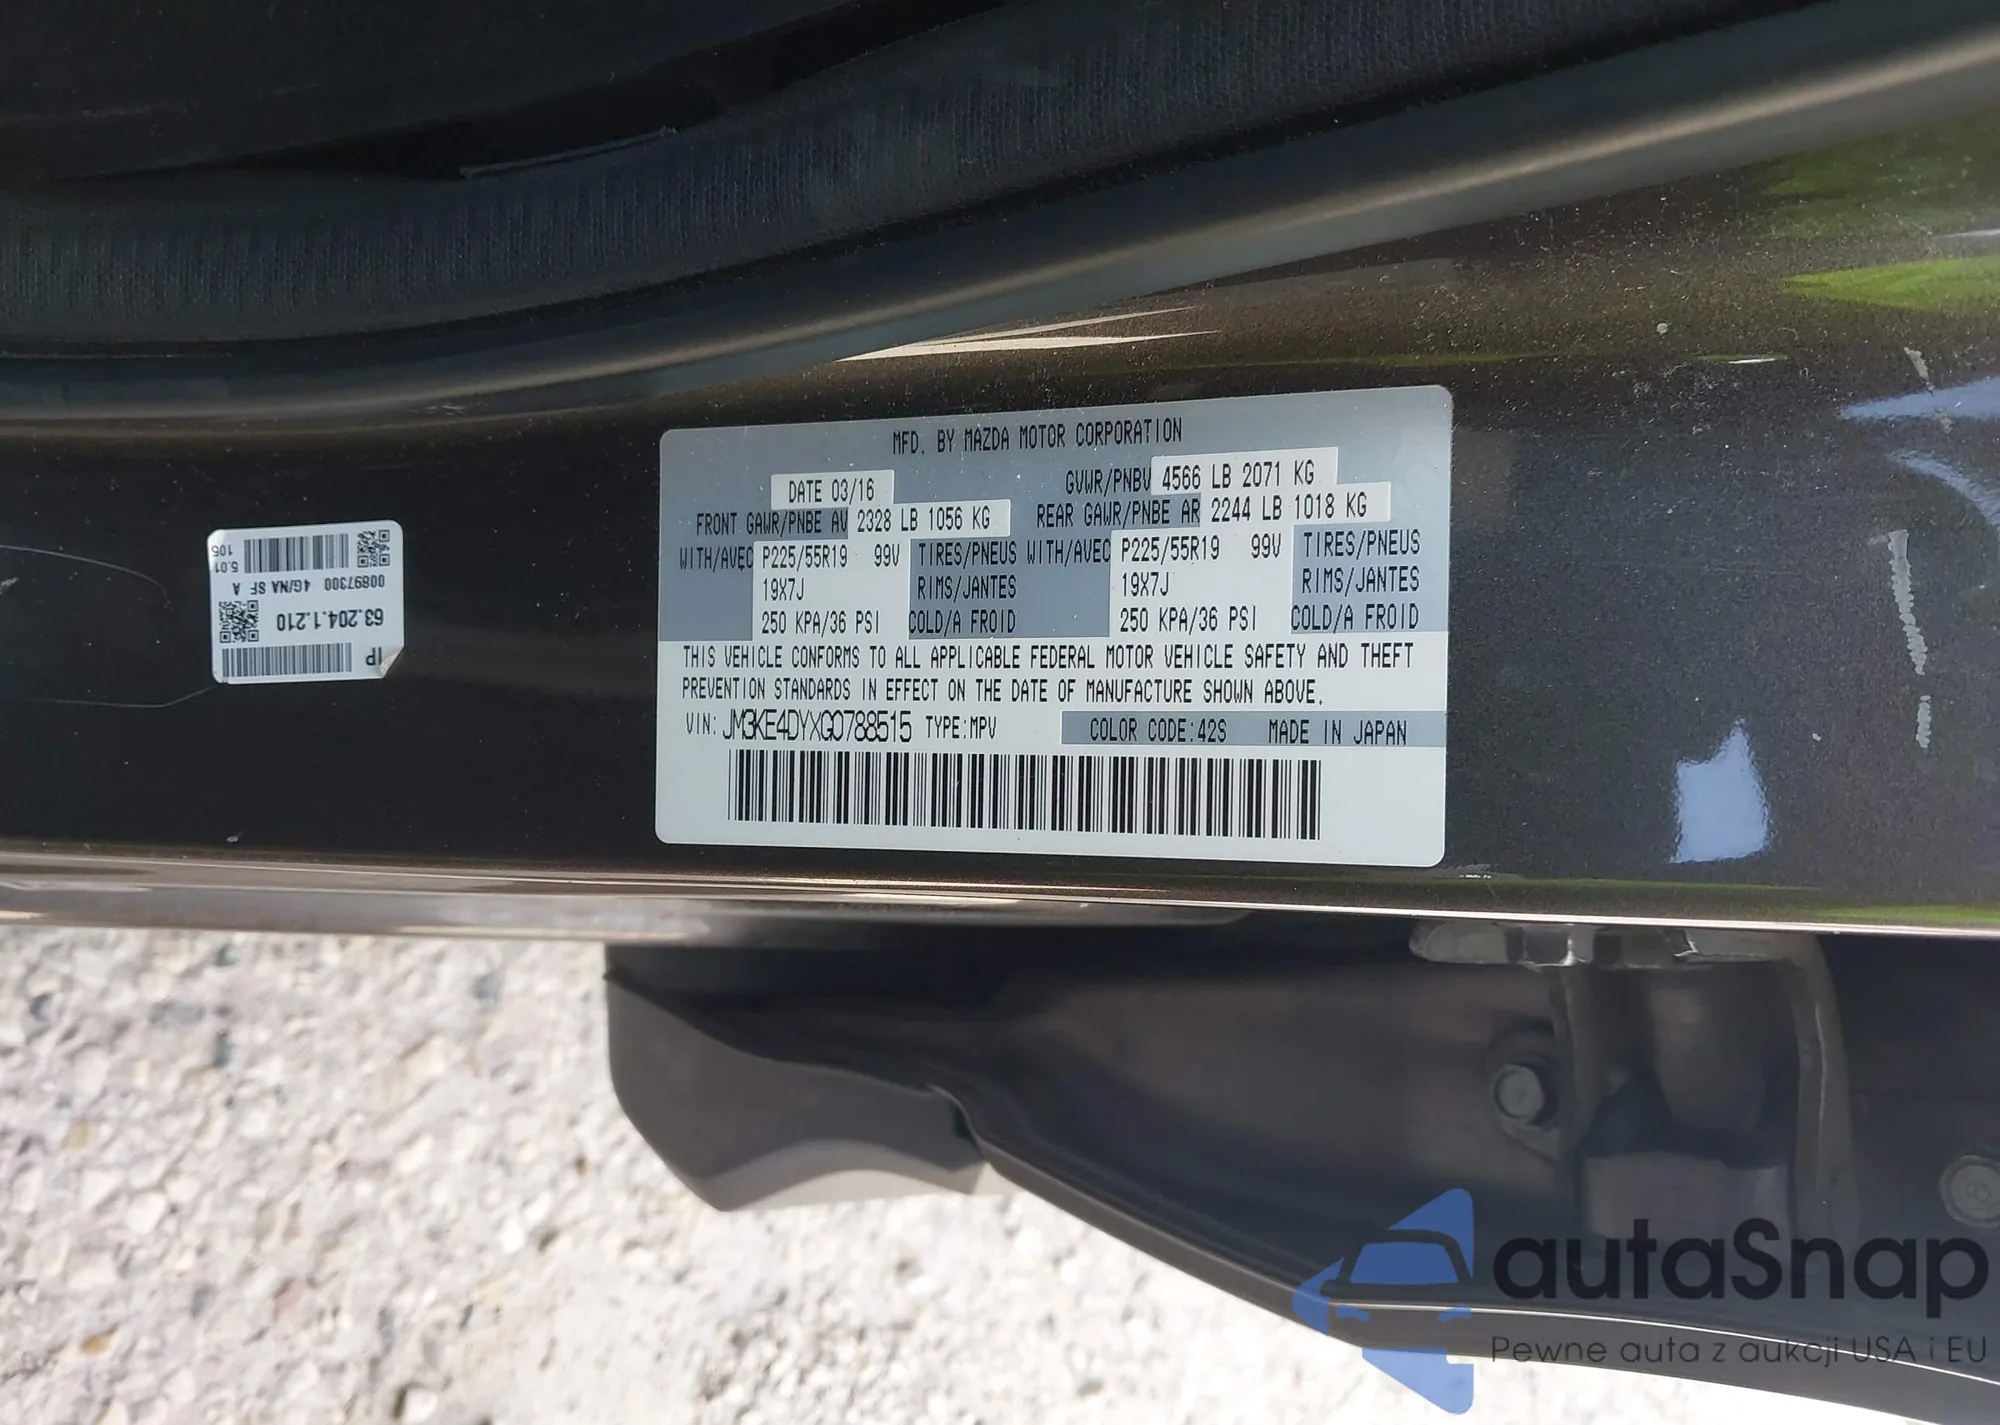 MFD. BY MAZDA MOTOR CORPORATION
DATE 03/16
GVWR/PNBV 4566 LB 2071 KG
FRONT GAWR/PNBE AV 2328 LB 1056 KG
REAR GAWR/PNBE AR 2244 LB 1018 KG
WITH/AVEC P225/55R19 99V TIRES/PNEUS WITH/AVEC P225/55R19 99V TIRES/PNEUS
19X7J RIMS/JANTES 19X7J RIMS/JANTES
250 KPA/36 PSI COLD/A FROID 250 KPA/36 PSI COLD/A FROID
THIS VEHICLE CONFORMS TO ALL APPLICABLE FEDERAL MOTOR VEHICLE SAFETY AND THEFT
PREVENTION STANDARDS IN EFFECT ON THE DATE OF MANUFACTURE SHOWN ABOVE.
VIN: JM3KE4DYXG0788515 TYPE:MPV COLOR CODE:42S MADE IN JAPAN
IP
63.204.1.210
00897300 4G/NA SF A
5.01
105
autaSnap
Pewne auta z aukcji USA i EU